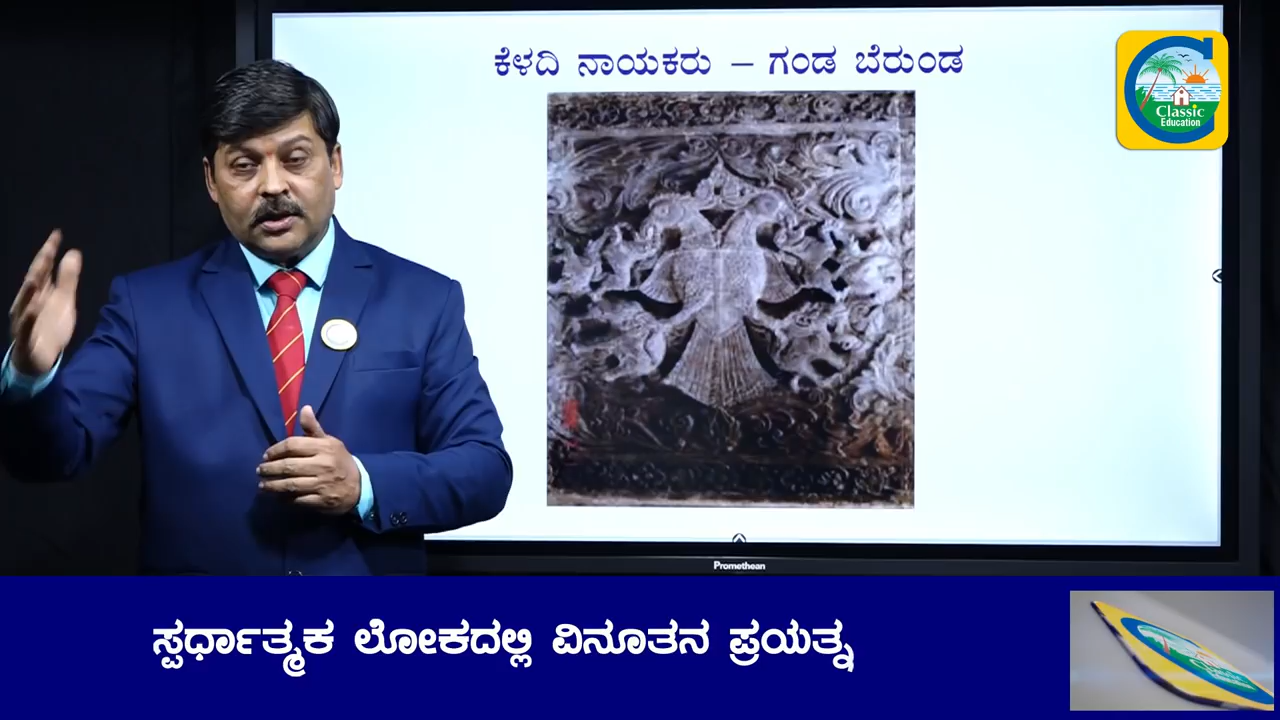 ಕೆಳದಿ ನಾಯಕರು – ಗಂಡ ಬೆರುಂಡ
Classic
Education
Promethean
ಸ್ಪರ್ಧಾತ್ಮಕ ಲೋಕದಲ್ಲಿ ವಿನೂತನ ಪ್ರಯತ್ನ